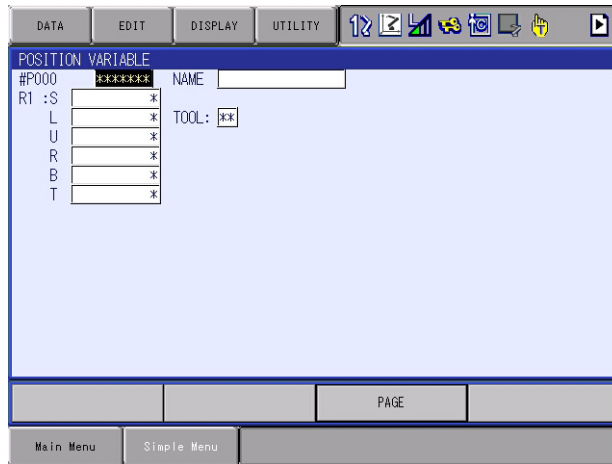 DATA EDIT DISPLAY UTILITY
POSITION VARIABLE
#P000 ******* NAME
R1 :S *
L * TOOL: **
U *
R *
B *
T *
PAGE
Main Menu Simple Menu